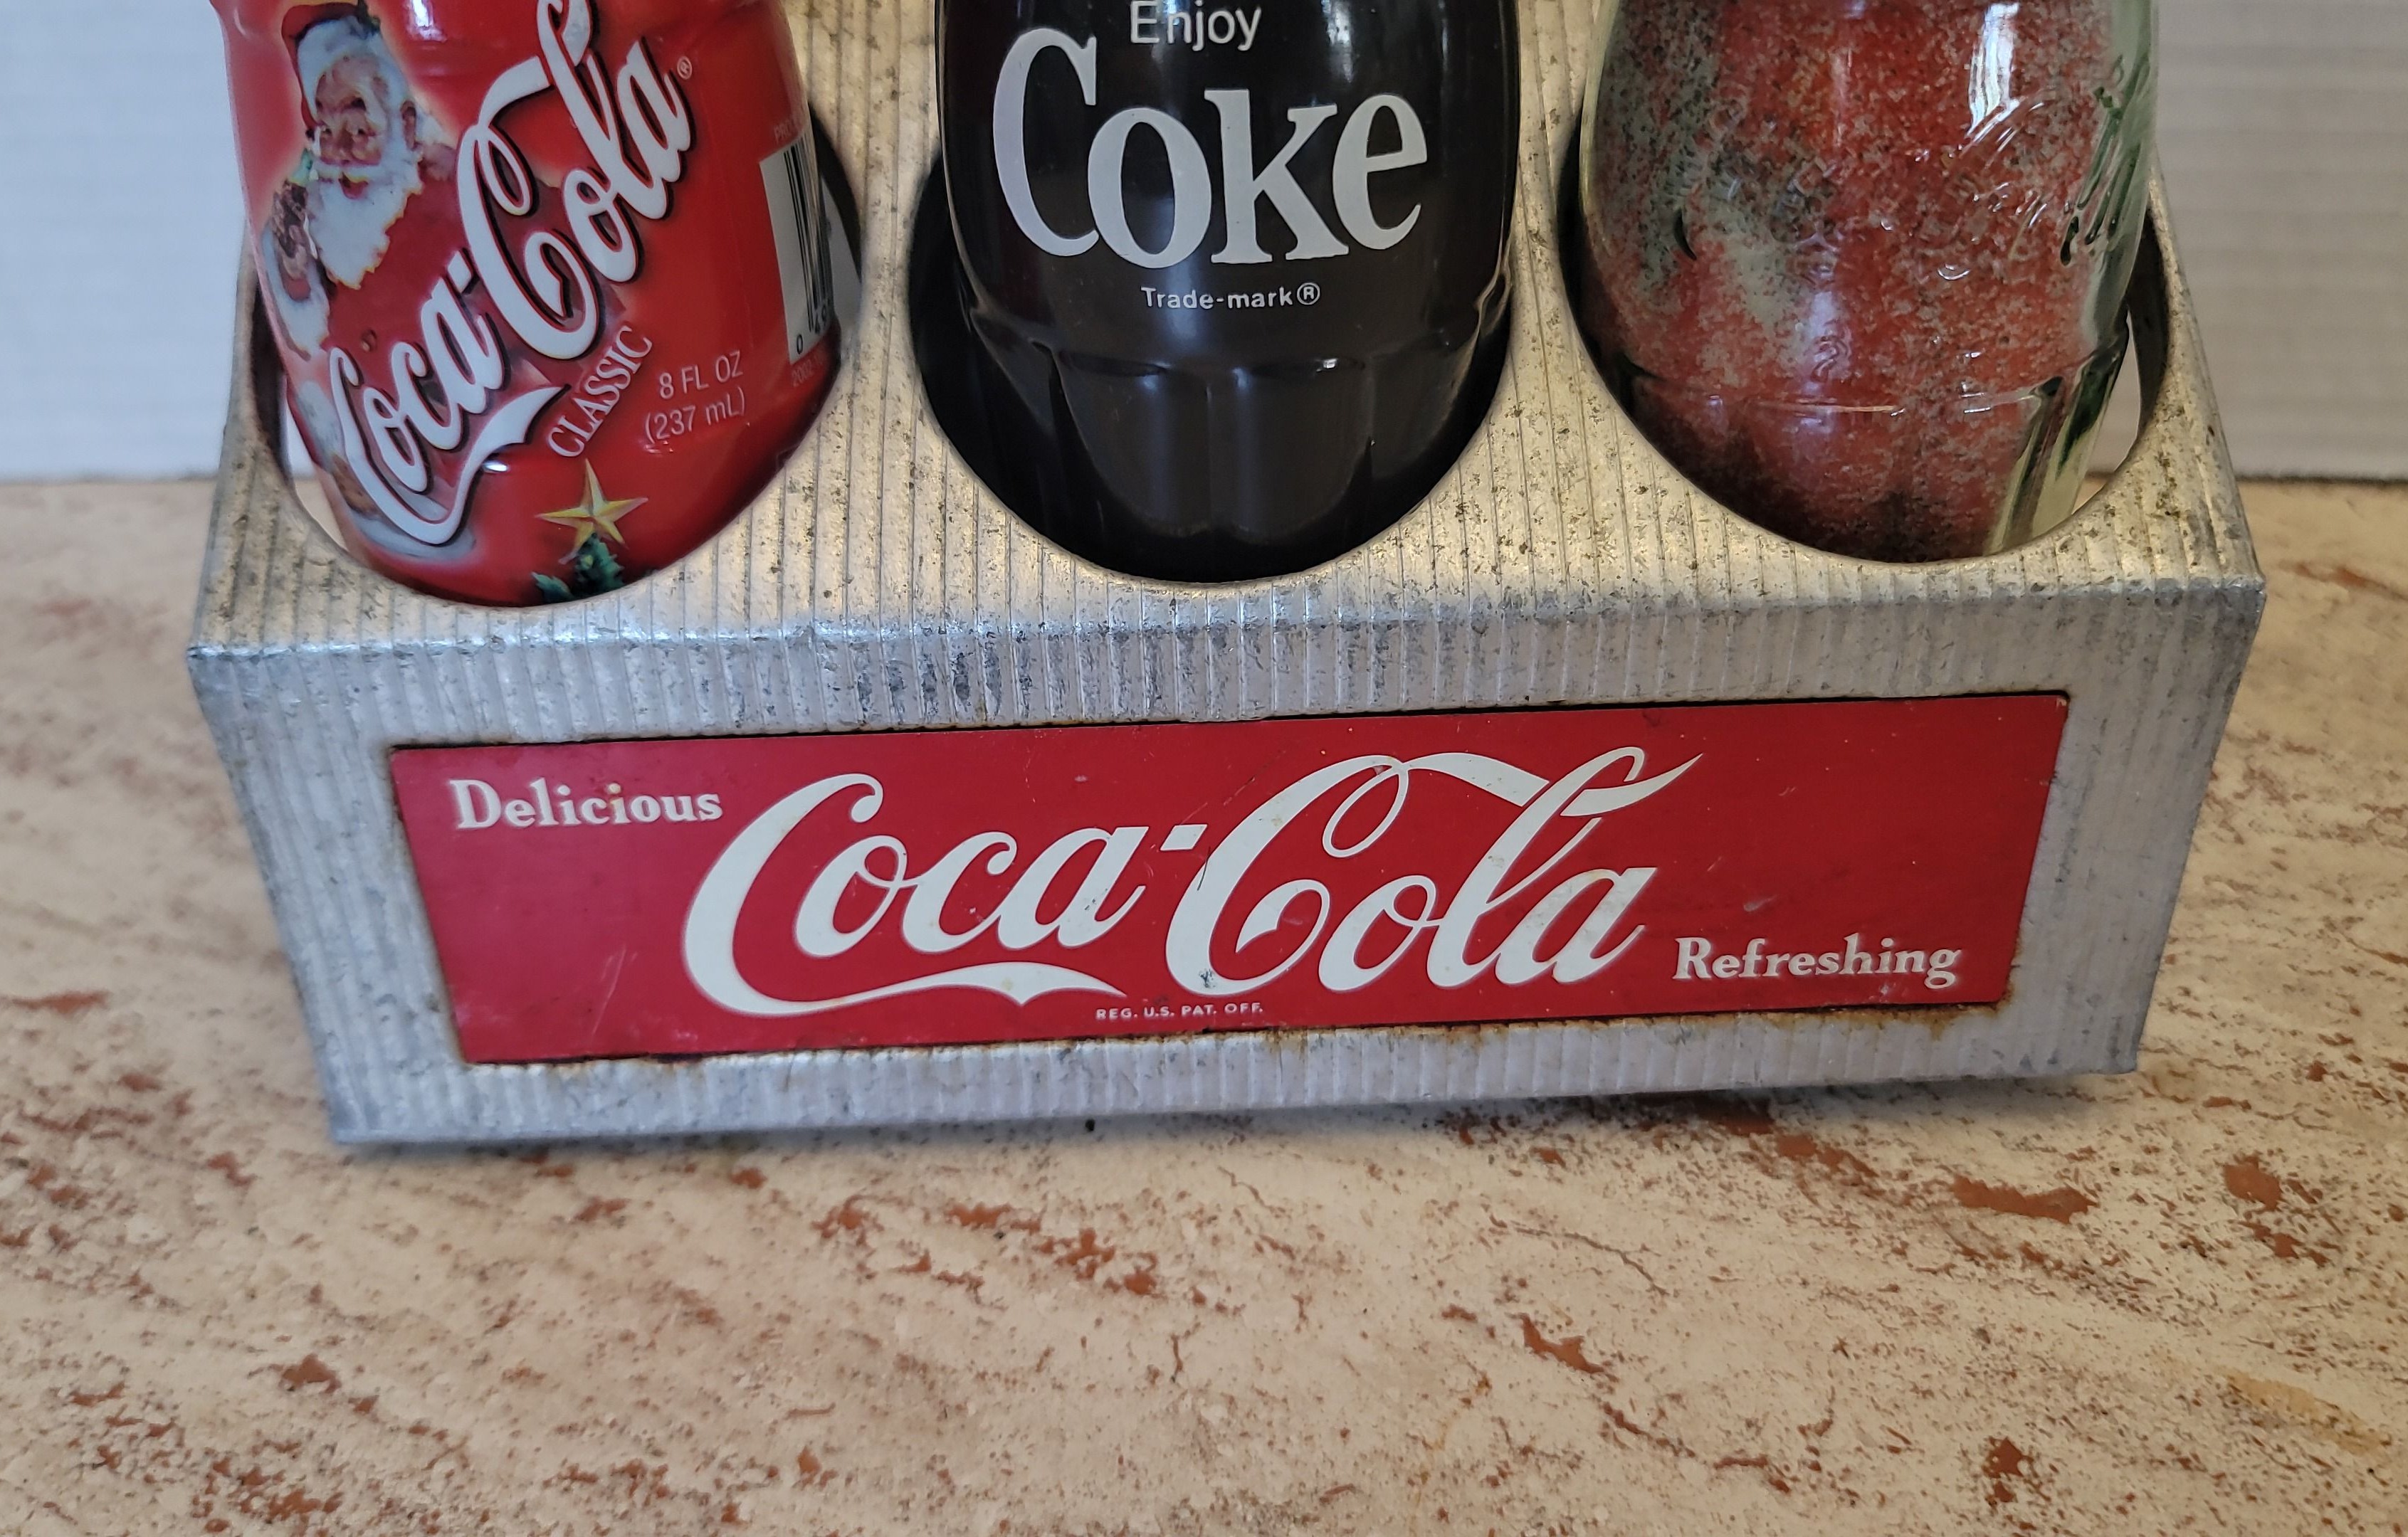 Coca-Cola®
CLASSIC
8 FL OZ
(237 mL)
Enjoy
Coke
Trade-mark®
Delicious
Coca-Cola
Refreshing
REG. U.S. PAT. OFF.